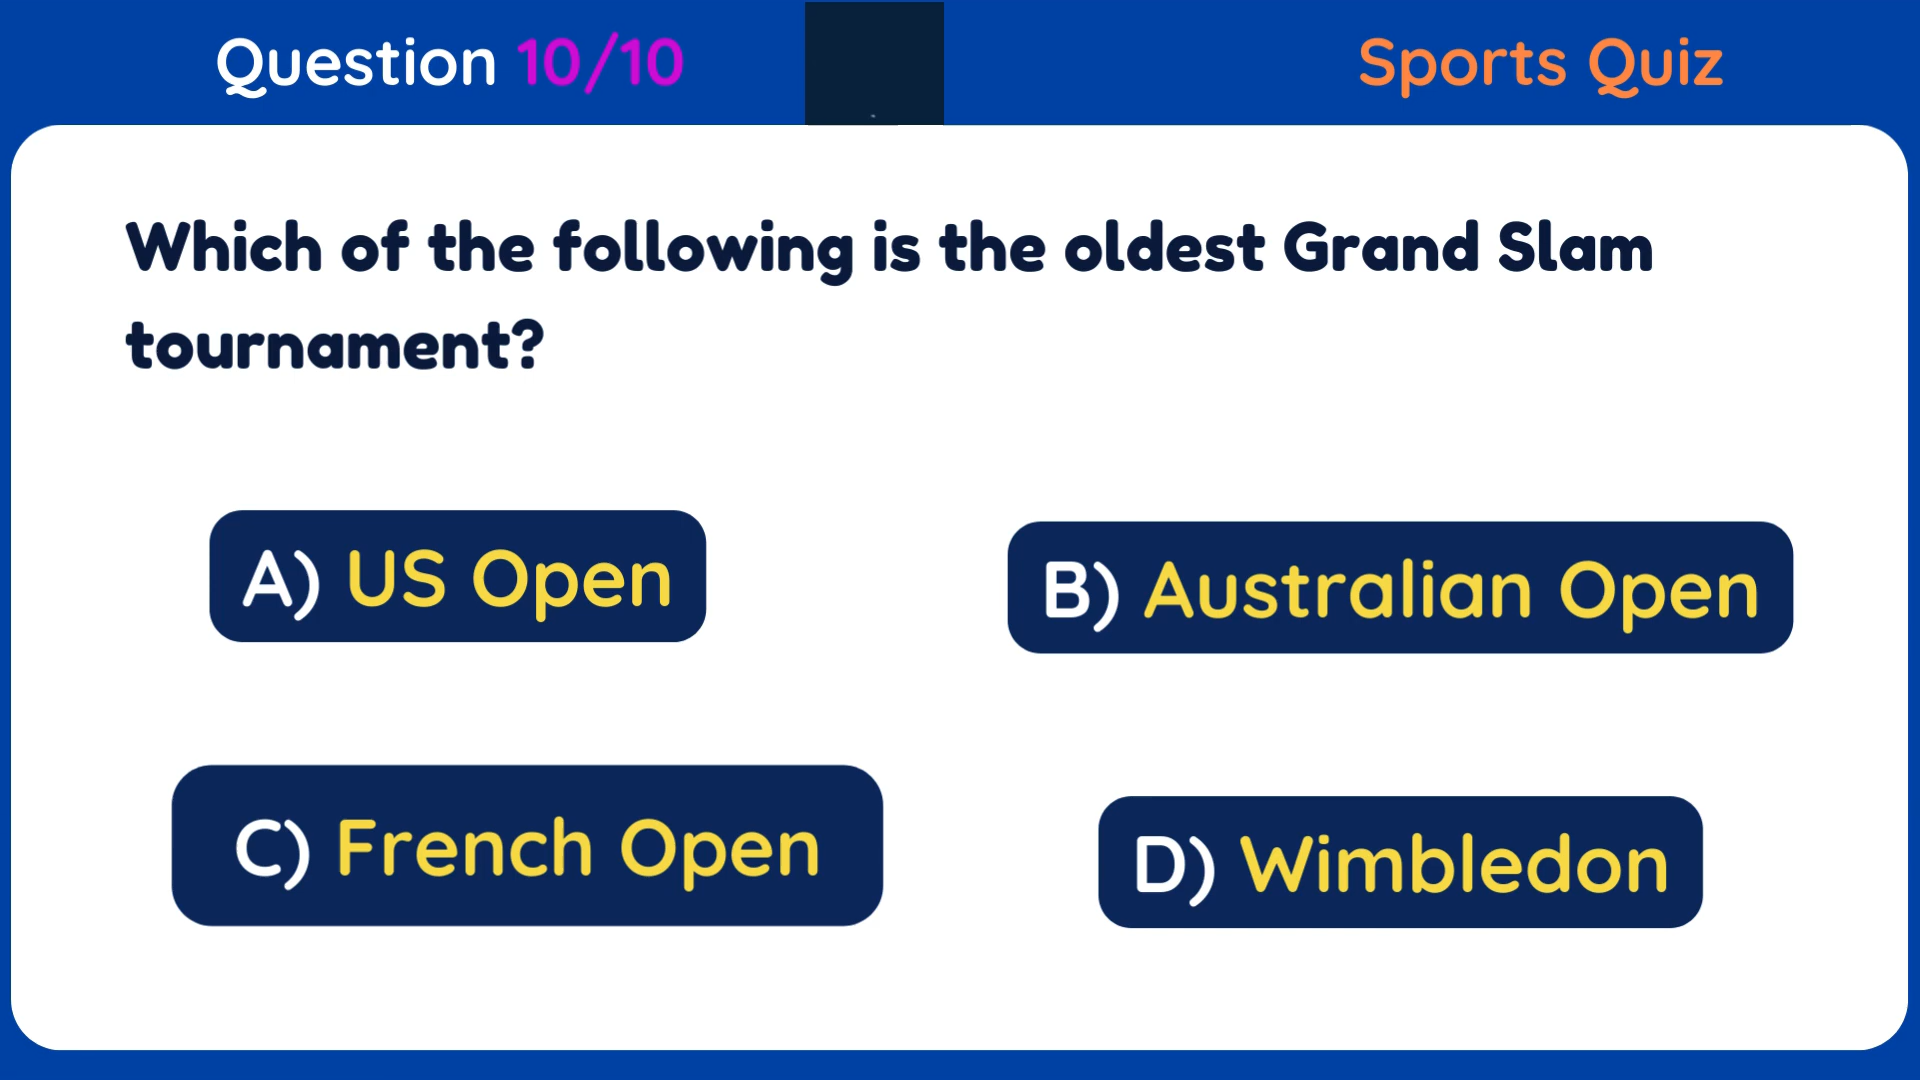 Question 10/10
Sports Quiz
Which of the following is the oldest Grand Slam
tournament?
A) US Open
B) Australian Open
C) French Open
D) Wimbledon